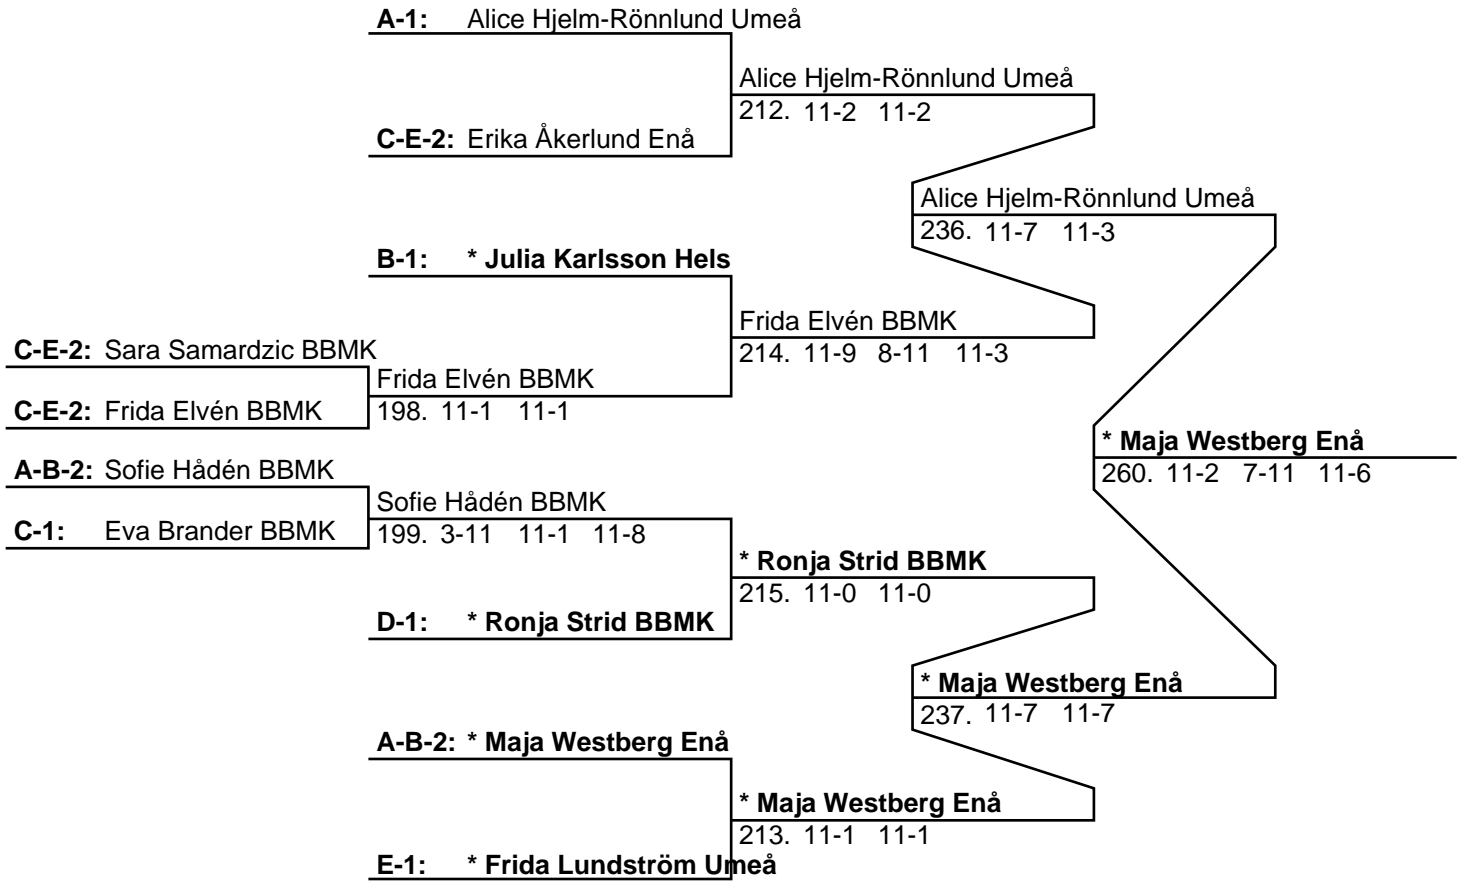 A-1: Alice Hjelm-Rönnlund Umeå
Alice Hjelm-Rönnlund Umeå
212. 11-2 11-2
C-E-2: Erika Åkerlund Enå
Alice Hjelm-Rönnlund Umeå
236. 11-7 11-3
B-1: * Julia Karlsson Hels
Frida Elvén BBMK
214. 11-9 8-11 11-3
C-E-2: Sara Samardzic BBMK
Frida Elvén BBMK
198. 11-1 11-1
C-E-2: Frida Elvén BBMK
* Maja Westberg Enå
260. 11-2 7-11 11-6
A-B-2: Sofie Hådén BBMK
Sofie Hådén BBMK
199. 3-11 11-1 11-8
C-1: Eva Brander BBMK
* Ronja Strid BBMK
215. 11-0 11-0
D-1: * Ronja Strid BBMK
* Maja Westberg Enå
237. 11-7 11-7
A-B-2: * Maja Westberg Enå
* Maja Westberg Enå
213. 11-1 11-1
E-1: * Frida Lundström Umeå